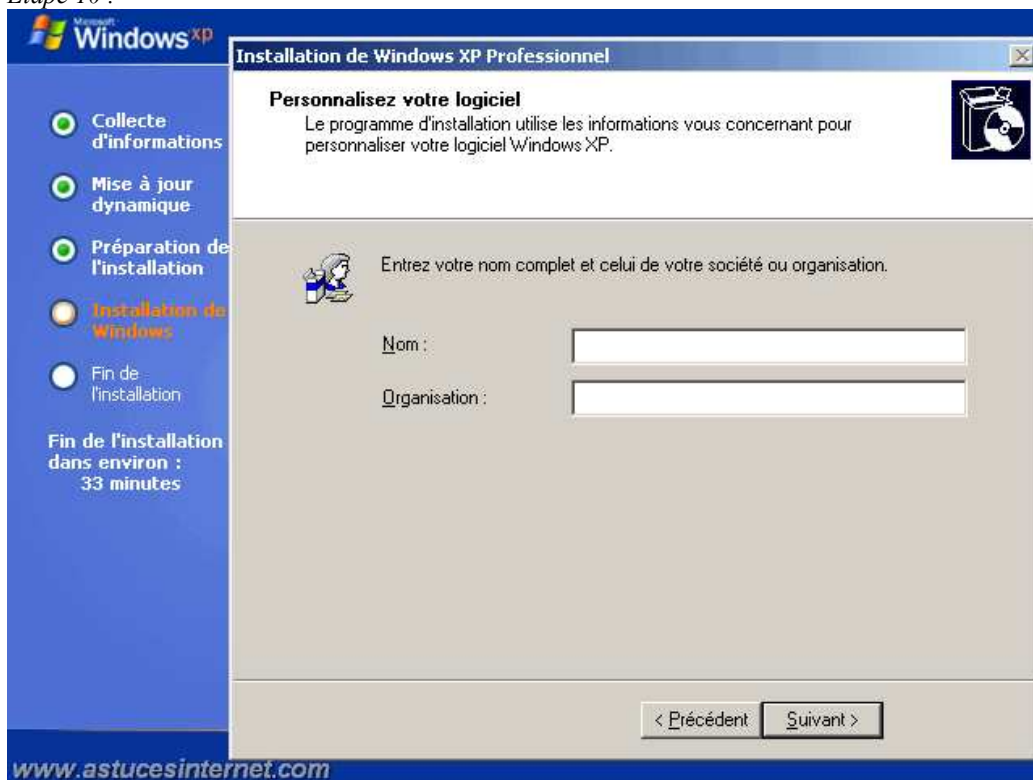 Etape 10 :
Microsoft
Windows xp
Installation de Windows XP Professionnel
Personnalisez votre logiciel
Le programme d'installation utilise les informations vous concernant pour
personnaliser votre logiciel Windows XP.
Collecte
d'informations
Mise à jour
dynamique
Préparation de
l'installation
Installation de
Windows
Fin de
l'installation
Fin de l'installation
dans environ :
33 minutes
Entrez votre nom complet et celui de votre société ou organisation.
Nom :
Organisation :
< Précédent
Suivant >
www.astucesinternet.com